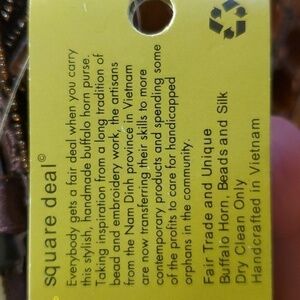 square deal©
Everybody gets a fair deal when you carry
this stylish, handmade buffalo horn purse.
Taking inspiration from a long tradition of
bead and embroidery work, the artisans
from the Nam Dinh province in Vietnam
are now transferring their skills to more
contemporary products and spending some
of the profits to care for handicapped
orphans in the community.
Fair Trade and Unique
Buffalo Horn, Beads and Silk
Dry Clean Only
Handcrafted in Vietnam